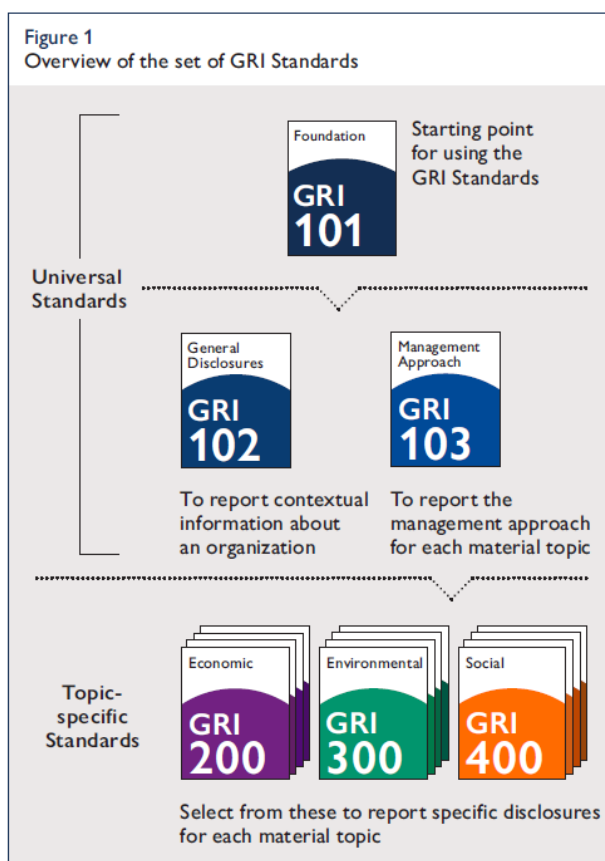 Figure 1
Overview of the set of GRI Standards
Foundation
GRI
101
Starting point
for using the
GRI Standards
Universal
Standards
General
Disclosures
GRI
102
To report contextual
information about
an organization
Management
Approach
GRI
103
To report the
management approach
for each material topic
Topic-
specific
Standards
Economic
GRI
200
Environmental
GRI
300
Social
GRI
400
Select from these to report specific disclosures
for each material topic